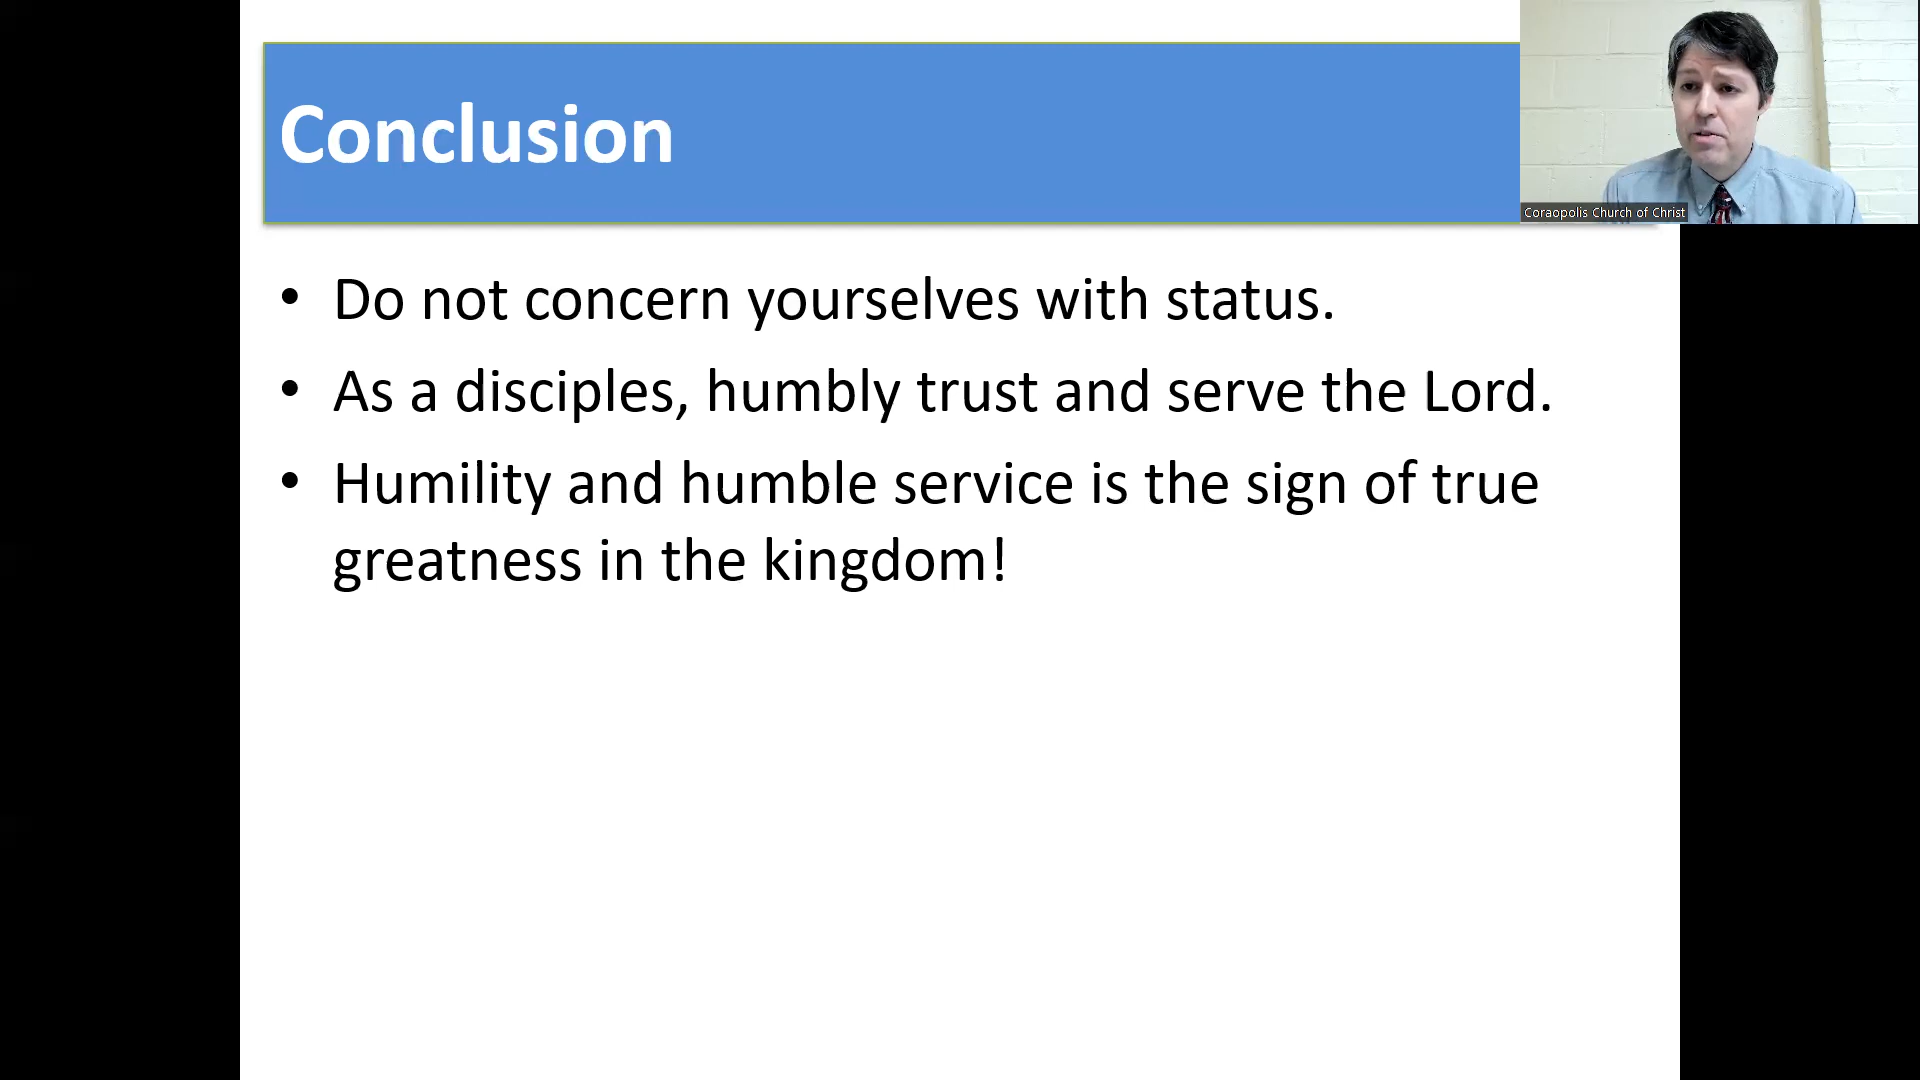 Conclusion
Coraopolis Church of Christ
• Do not concern yourselves with status.
• As a disciples, humbly trust and serve the Lord.
• Humility and humble service is the sign of true
greatness in the kingdom!